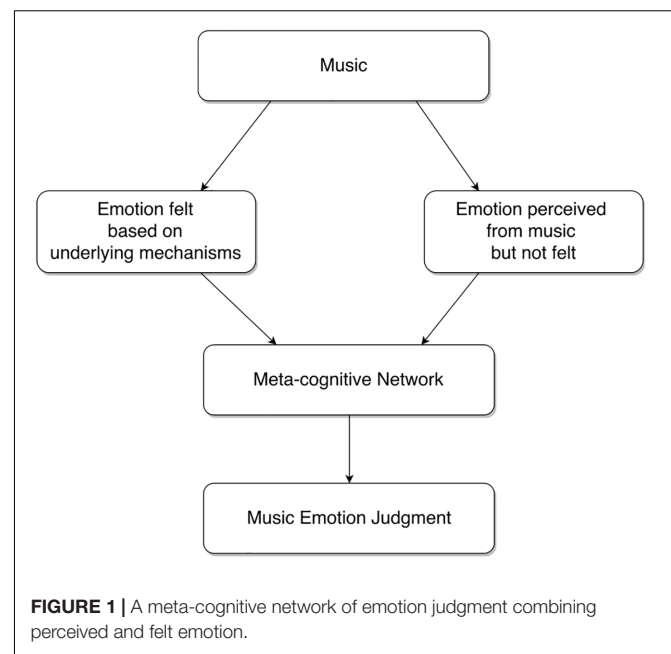 Music
Emotion felt
based on
underlying mechanisms
Emotion perceived
from music
but not felt
Meta-cognitive Network
Music Emotion Judgment
FIGURE 1 | A meta-cognitive network of emotion judgment combining
perceived and felt emotion.